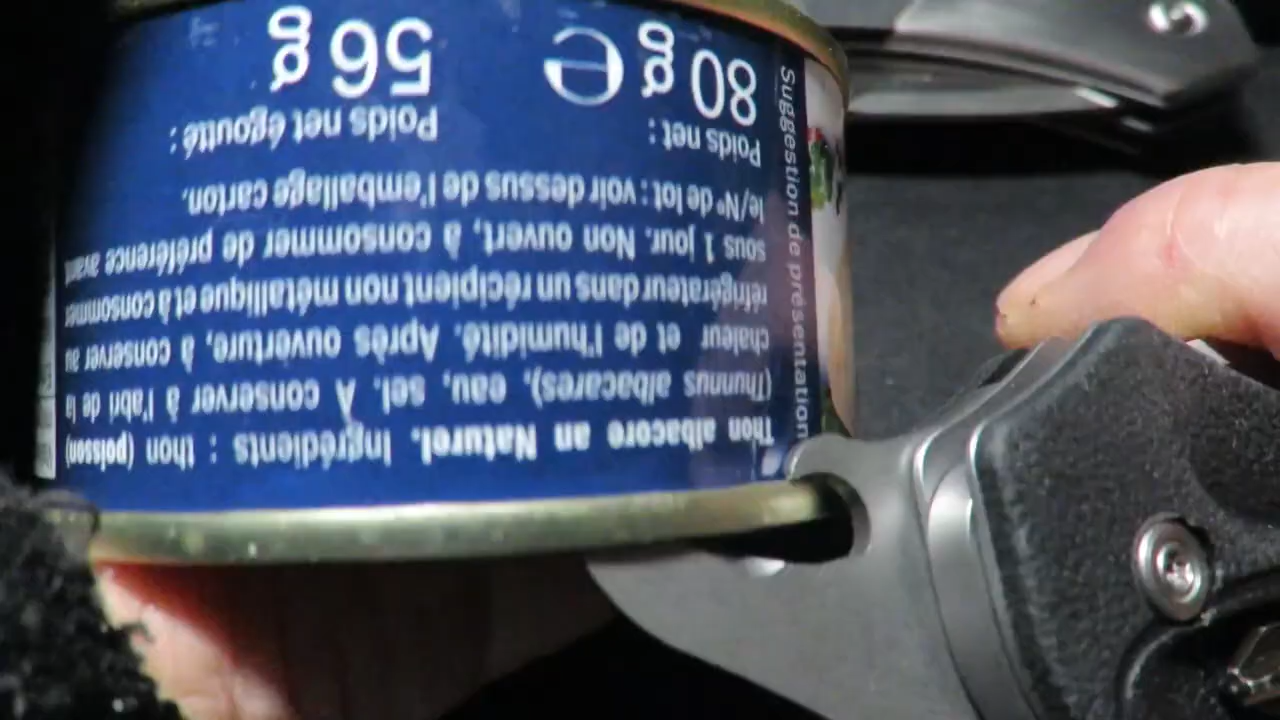 Thon albacore au Naturel. Ingrédients : thon (poisson)
(Thunnus albacares), eau, sel. À conserver à l'abri de la
chaleur et de l'humidité. Après ouverture, à conserver au
réfrigérateur dans un récipient non métallique et à consommer
sous 1 jour. Non ouvert, à consommer de préférence avant
le/N° de lot : voir dessus de l'emballage carton.
Poids net : Poids net égoutté :
80 g e 56 g
Suggestion de présentation